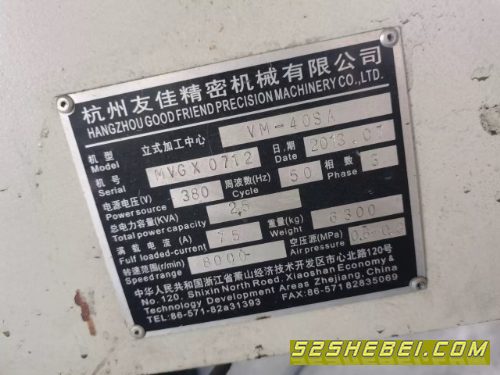 杭州友佳精密机械有限公司
HANGZHOU GOOD FRIEND PRECISION MACHINERY CO.,LTD.
机型 Model 立式加工中心 VM-40SA 日期 Date 2013.07
机号 Serial MVGX0712 周波数(Hz) Cycle 50 相数 Phase 3
电源电压(V) Power source 380
总电力容量(KVA) Total power capacity 25 重量(kg) Weight 6300
满载电流(A) Full loaded-current 75 空压源(MPa) Air pressure
转速范围(r/min) Speed range 8000
中华人民共和国浙江省萧山经济技术开发区市心北路120号
No.120, Shixin North Road, Xiaoshan Economy &
Technology Development Areas Zhejiang, China
TEL:86-571-82a31393 FAX:86-57182835069
52SHEBEI.COM